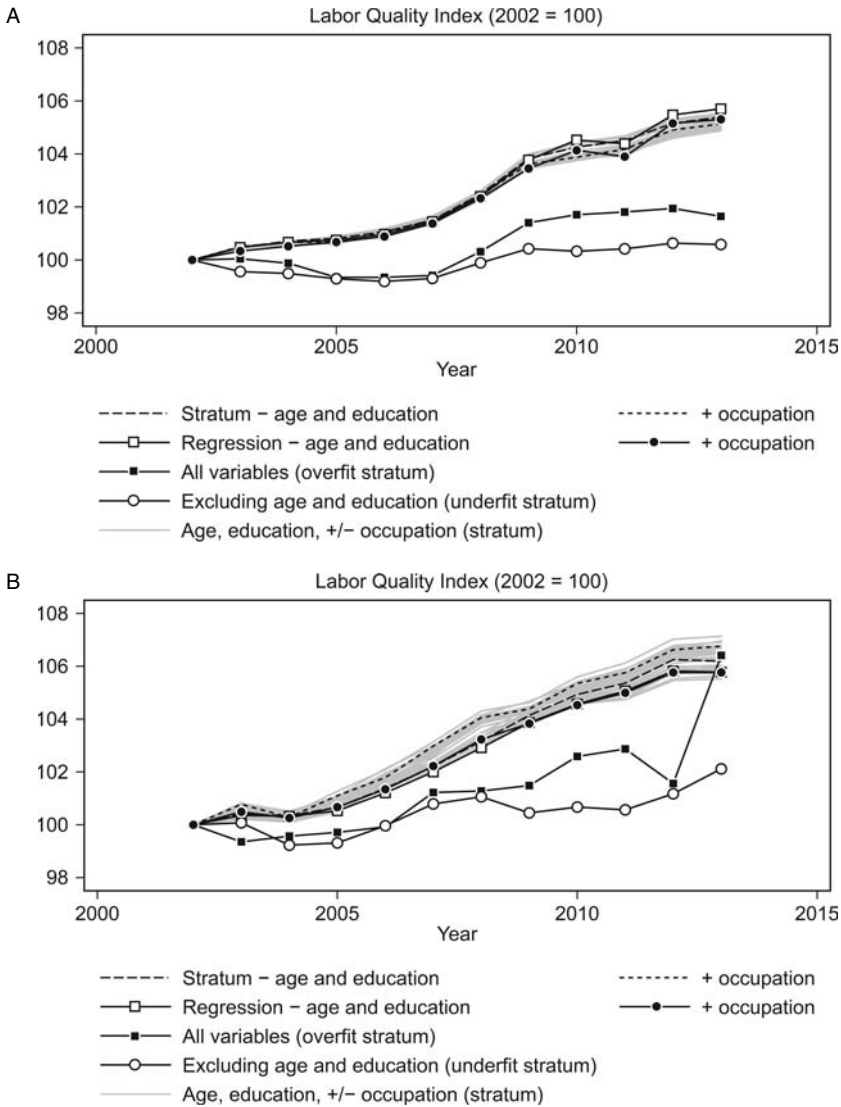 A
Labor Quality Index (2002 = 100)
108
106
104
102
100
98
2000 2005 2010 2015
Year
Stratum − age and education + occupation
Regression − age and education + occupation
All variables (overfit stratum)
Excluding age and education (underfit stratum)
Age, education, +/− occupation (stratum)
B
Labor Quality Index (2002 = 100)
108
106
104
102
100
98
2000 2005 2010 2015
Year
Stratum − age and education + occupation
Regression − age and education + occupation
All variables (overfit stratum)
Excluding age and education (underfit stratum)
Age, education, +/− occupation (stratum)